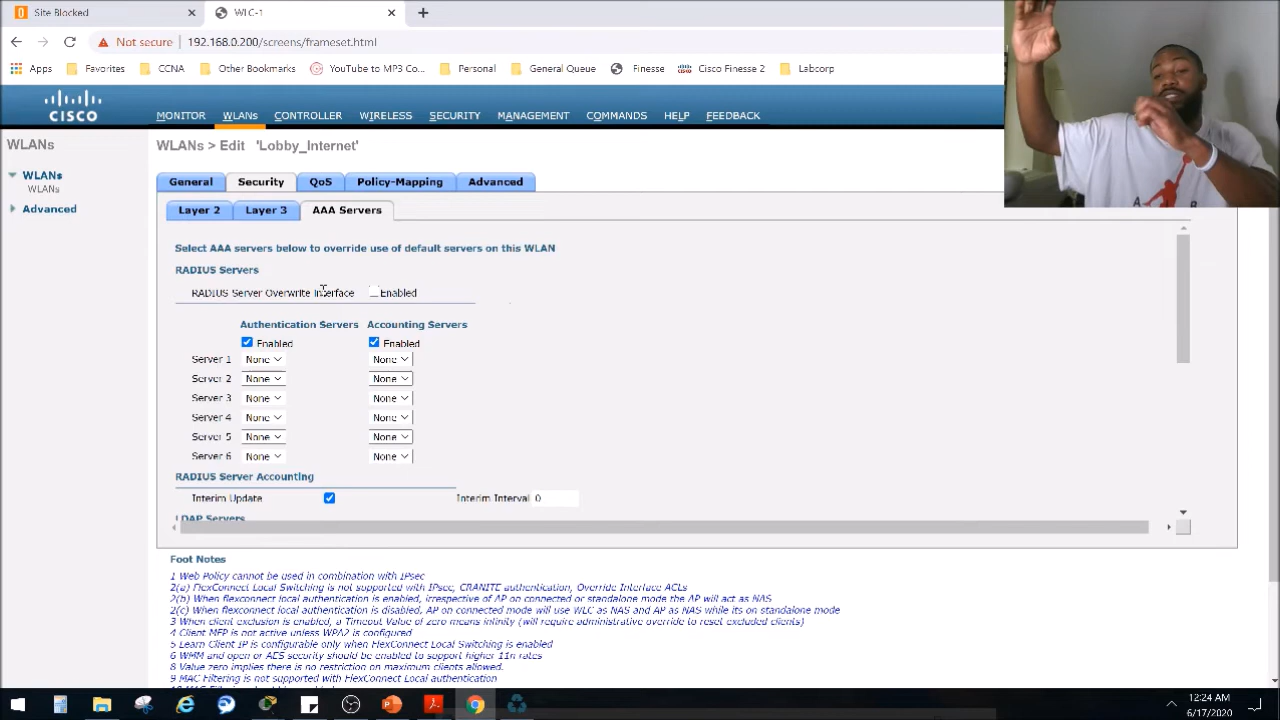 Site Blocked
WLC-1
Not secure
192.168.0.200/screens/frameset.html
Apps
Favorites
CCNA
Other Bookmarks
YouTube to MP3 Co...
Personal
General Queue
Finesse
Cisco Finesse 2
Labcorp
CISCO
MONITOR WLANs CONTROLLER WIRELESS SECURITY MANAGEMENT COMMANDS HELP FEEDBACK
WLANs
WLANs
WLANs
Advanced
WLANs > Edit 'Lobby_Internet'
General Security QoS Policy-Mapping Advanced
Layer 2 Layer 3 AAA Servers
Select AAA servers below to override use of default servers on this WLAN
RADIUS Servers
RADIUS Server Overwrite Interface Enabled
Authentication Servers Accounting Servers
Enabled Enabled
Server 1 None None
Server 2 None None
Server 3 None None
Server 4 None None
Server 5 None None
Server 6 None None
RADIUS Server Accounting
Interim Update Interim Interval 0
LDAP Servers
Foot Notes
1 Web Policy cannot be used in combination with IPsec
2(a) FlexConnect Local Switching is not supported with IPsec, CRANITE authentication, Override Interface ACLs
2(b) When flexconnect local authentication is enabled, irrespective of AP on connected or standalone mode the AP will act as NAS
2(c) When flexconnect local authentication is disabled, AP on connected mode will use WLC as NAS and AP as NAS while its on standalone mode
3 When client exclusion is enabled, a Timeout Value of zero means infinity (will require administrative override to reset excluded clients)
4 Client MFP is not active unless WPA2 is configured
5 Learn Client IP is configurable only when FlexConnect Local Switching is enabled
6 WMM and open or AES security should be enabled to support higher 11n rates
8 Value zero implies there is no restriction on maximum clients allowed.
9 MAC Filtering is not supported with FlexConnect Local authentication
12:24 AM
6/17/2020